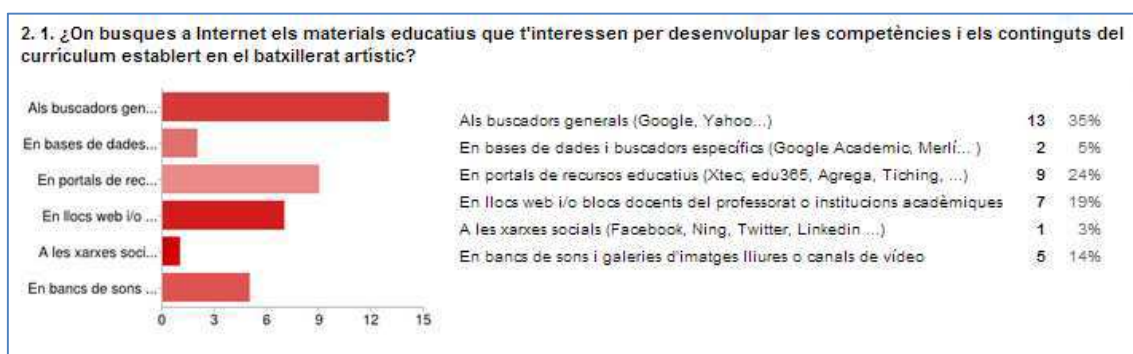 2. 1. ¿On busques a Internet els materials educatius que t'interessen per desenvolupar les competències i els continguts del
currículum establert en el batxillerat artístic?
Als buscadors gen...
En bases de dades...
En portals de rec...
En llocs web i/o ...
A les xarxes soci...
En bancs de sons ...
0 3 6 9 12 15
Als buscadors generals (Google, Yahoo...) 13 35%
En bases de dades i buscadors específics (Google Academic, Merlí... ) 2 5%
En portals de recursos educatius (Xtec, edu365, Agrega, Tiching, ...) 9 24%
En llocs web i/o blocs docents del professorat o institucions acadèmiques 7 19%
A les xarxes socials (Facebook, Ning, Twitter, Linkedin ...) 1 3%
En bancs de sons i galeries d'imatges lliures o canals de vídeo 5 14%